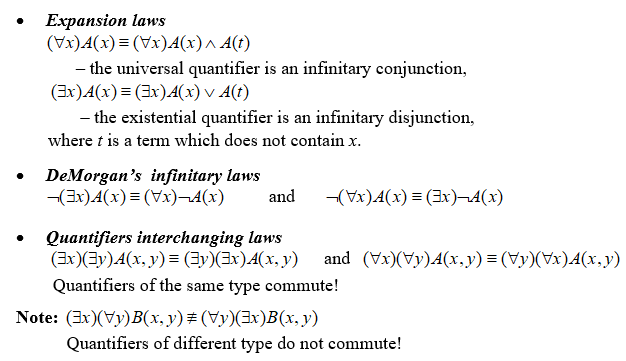 • Expansion laws
(∀x)A(x) ≡ (∀x)A(x) ∧ A(t)
– the universal quantifier is an infinitary conjunction,
(∃x)A(x) ≡ (∃x)A(x) ∨ A(t)
– the existential quantifier is an infinitary disjunction,
where t is a term which does not contain x.
• DeMorgan’s infinitary laws
¬(∃x)A(x) ≡ (∀x)¬A(x) and ¬(∀x)A(x) ≡ (∃x)¬A(x)
• Quantifiers interchanging laws
(∃x)(∃y)A(x, y) ≡ (∃y)(∃x)A(x, y) and (∀x)(∀y)A(x, y) ≡ (∀y)(∀x)A(x, y)
Quantifiers of the same type commute!
Note: (∃x)(∀y)B(x, y) ≢ (∀y)(∃x)B(x, y)
Quantifiers of different type do not commute!